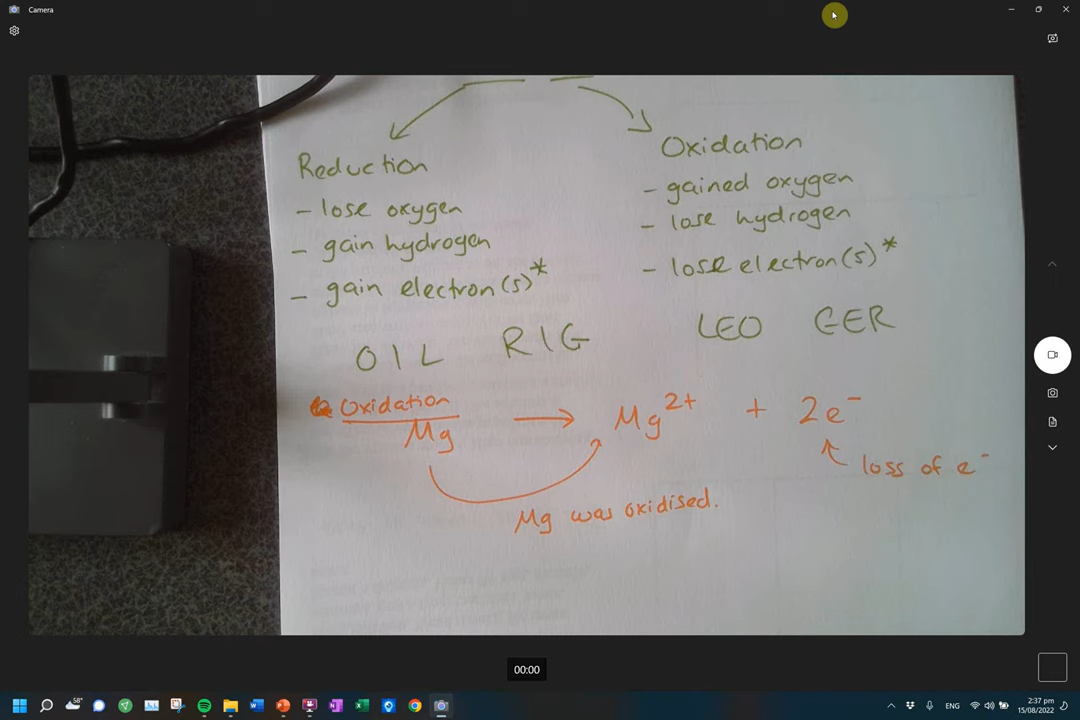 Camera
Reduction
- lose oxygen
- gain hydrogen
- gain electron(s)*
Oxidation
- gained oxygen
- lose hydrogen
- lose electron(s)*
OIL RIG
LEO GER
Oxidation
Mg → Mg2+ + 2e-
loss of e-
Mg was oxidised.
00:00
58°
ENG
2:37 pm
15/08/2022